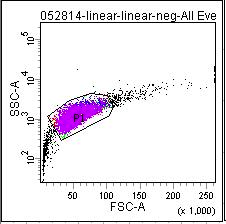 052814-linear-linear-neg-All Eve
SSC-A
10^5
10^4
10^3
10^2
P1
50 100 150 200 250
FSC-A
(x 1,000)